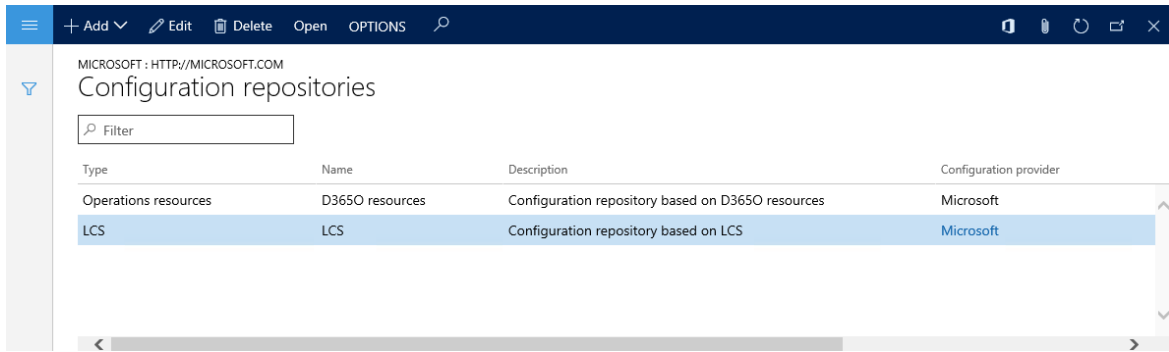 Add Edit Delete Open OPTIONS
MICROSOFT : HTTP://MICROSOFT.COM
Configuration repositories
Filter
Type Name Description Configuration provider
Operations resources D365O resources Configuration repository based on D365O resources Microsoft
LCS LCS Configuration repository based on LCS Microsoft